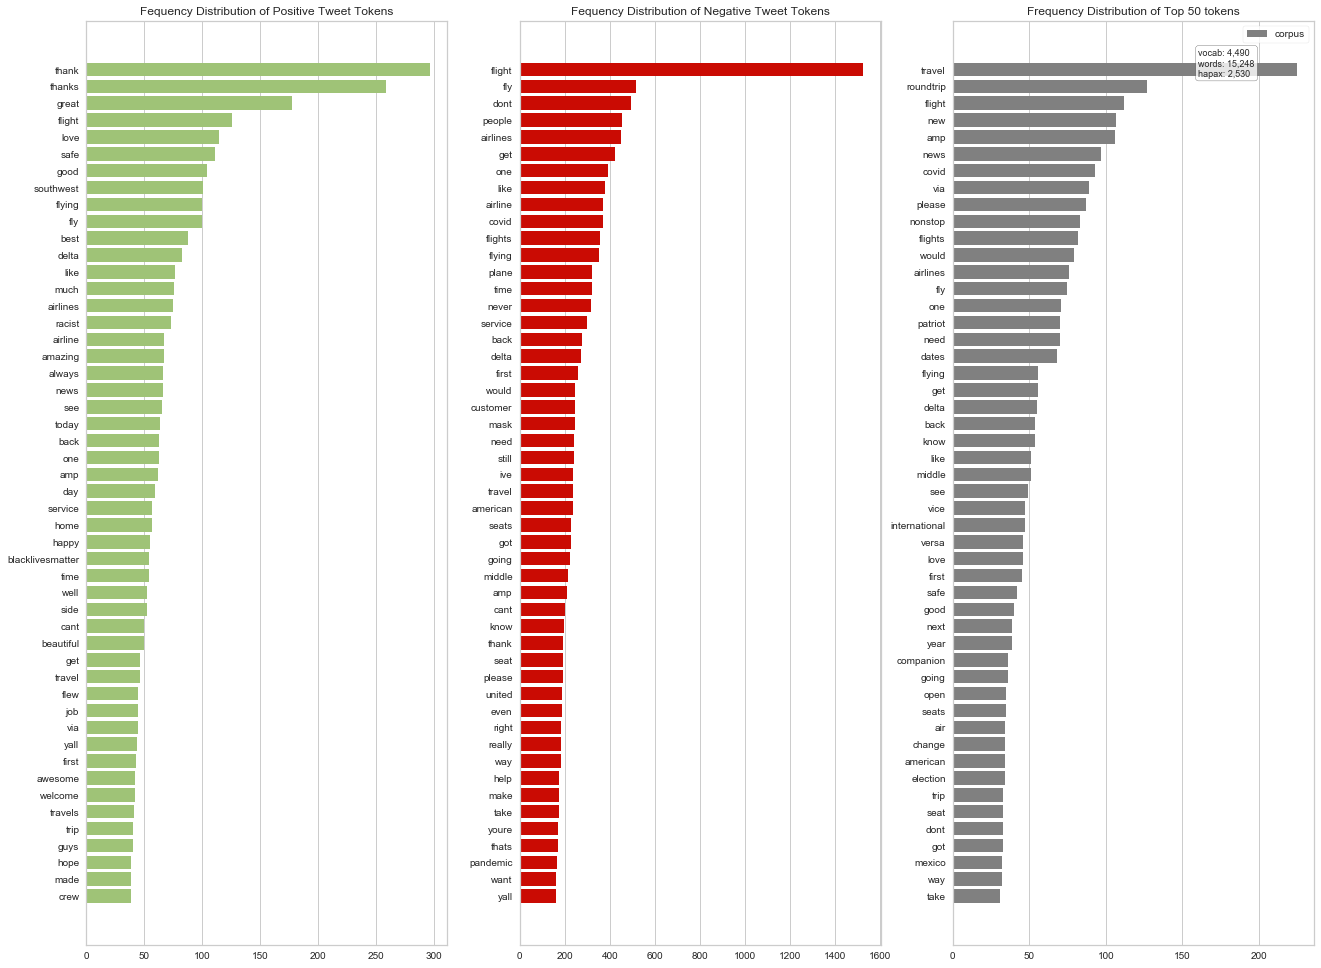 Fequency Distribution of Positive Tweet Tokens
thank
thanks
great
flight
love
safe
good
southwest
flying
fly
best
delta
like
much
airlines
racist
airline
amazing
always
news
see
today
back
one
amp
day
service
home
happy
blacklivesmatter
time
well
side
cant
beautiful
get
travel
flew
job
via
yall
first
awesome
welcome
travels
trip
guys
hope
made
crew
0 50 100 150 200 250 300
Fequency Distribution of Negative Tweet Tokens
flight
fly
dont
people
airlines
get
one
like
airline
covid
flights
flying
plane
time
never
service
back
delta
first
would
customer
mask
need
still
ive
travel
american
seats
got
going
middle
amp
cant
know
thank
seat
please
united
even
right
really
way
help
make
take
youre
thats
pandemic
want
yall
0 200 400 600 800 1000 1200 1400 1600
Frequency Distribution of Top 50 tokens
corpus
vocab: 4,490
words: 15,248
hapax: 2,530
travel
roundtrip
flight
new
amp
news
covid
via
please
nonstop
flights
would
airlines
fly
one
patriot
need
dates
flying
get
delta
back
know
like
middle
see
vice
international
versa
love
first
safe
good
next
year
companion
going
open
seats
air
change
american
election
trip
seat
dont
got
mexico
way
take
0 50 100 150 200